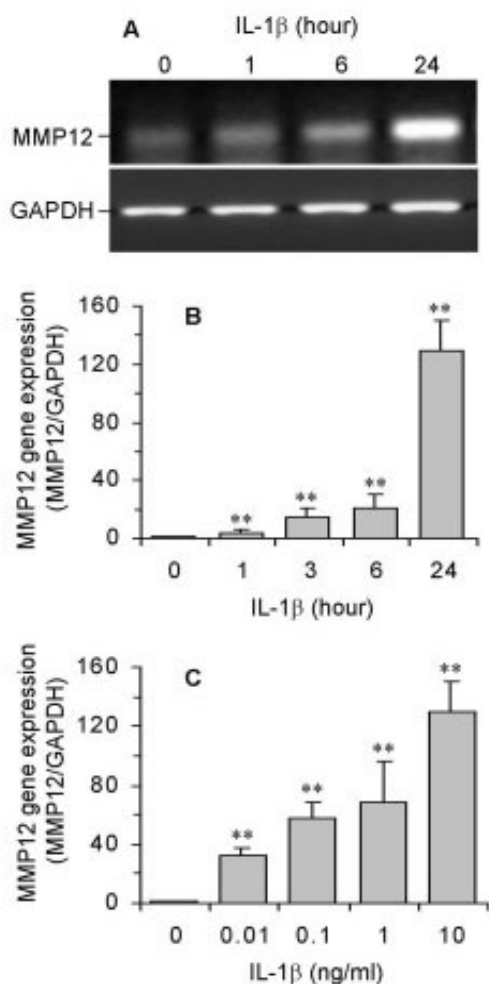 A
IL-1β (hour)
0 1 6 24
MMP12
GAPDH
B
MMP12 gene expression
(MMP12/GAPDH)
160
120
80
40
0
**
**
**
**
0 1 3 6 24
IL-1β (hour)
C
MMP12 gene expression
(MMP12/GAPDH)
160
120
80
40
0
**
**
**
**
0 0.01 0.1 1 10
IL-1β (ng/ml)